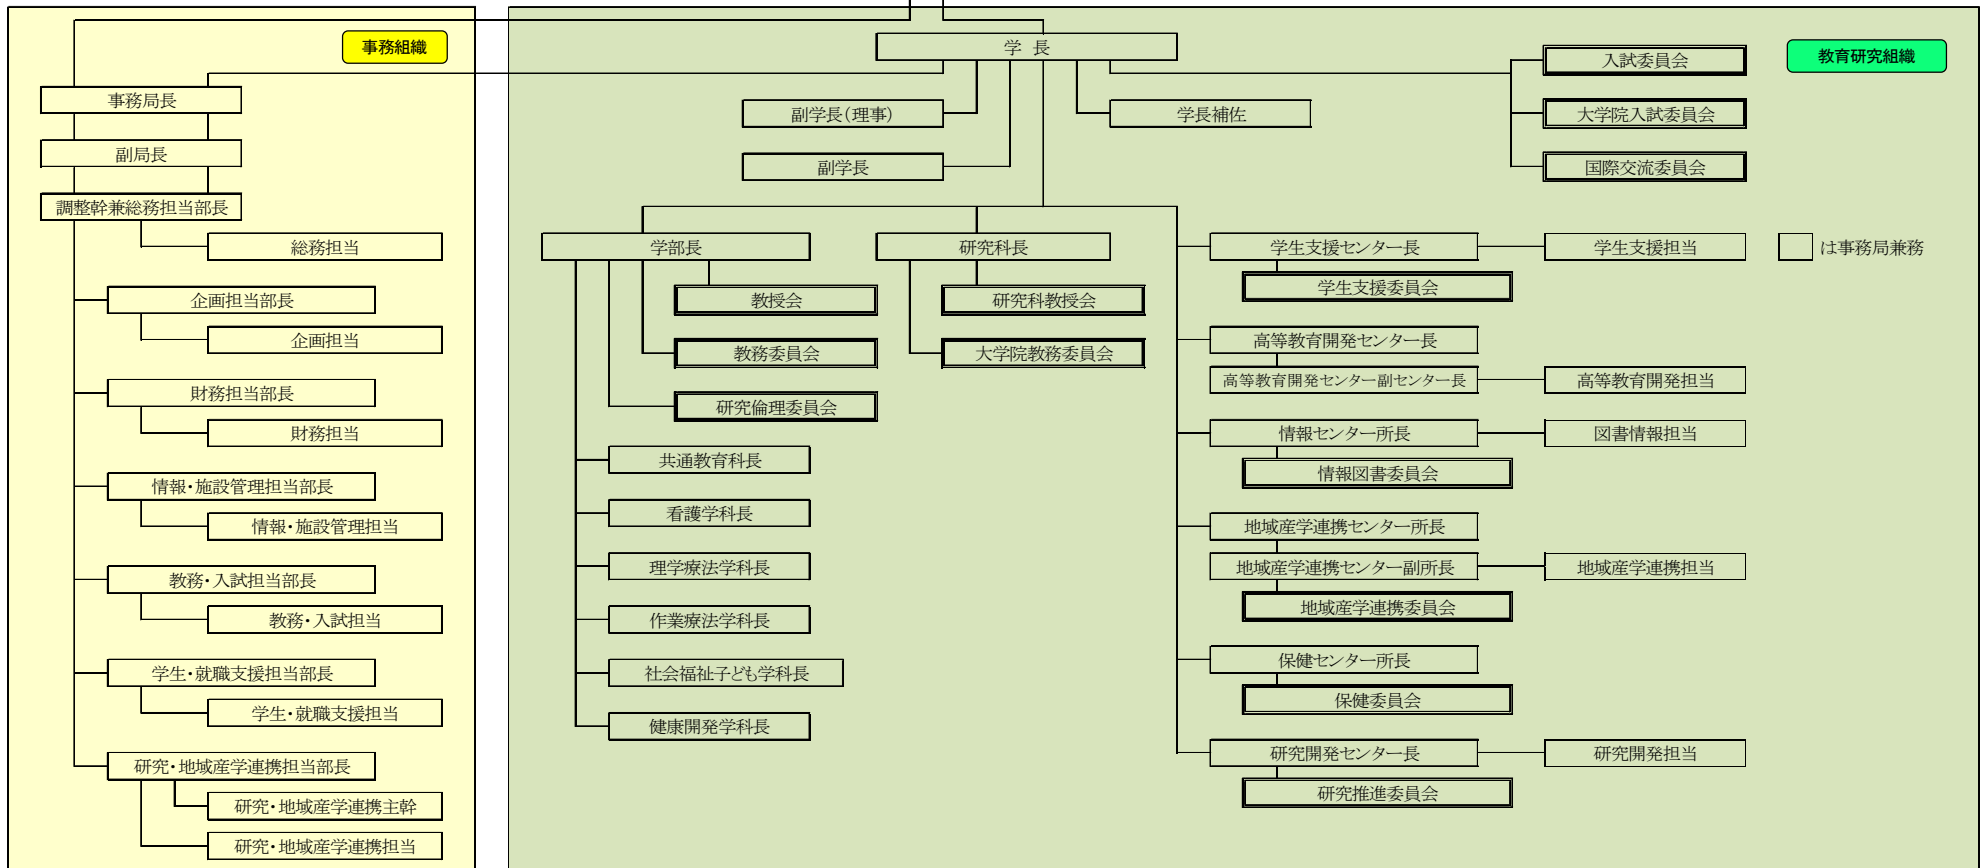 事務組織
事務局長
副局長
調整幹兼総務担当部長
総務担当
企画担当部長
企画担当
財務担当部長
財務担当
情報・施設管理担当部長
情報・施設管理担当
教務・入試担当部長
教務・入試担当
学生・就職支援担当部長
学生・就職支援担当
研究・地域産学連携担当部長
研究・地域産学連携主幹
研究・地域産学連携担当
教育研究組織
学 長
副学長（理事）
学長補佐
副学長
入試委員会
大学院入試委員会
国際交流委員会
学部長
教授会
教務委員会
研究倫理委員会
共通教育科長
看護学科長
理学療法学科長
作業療法学科長
社会福祉子ども学科長
健康開発学科長
研究科長
研究科教授会
大学院教務委員会
学生支援センター長
学生支援担当
学生支援委員会
は事務局兼務
高等教育開発センター長
高等教育開発センター副センター長
高等教育開発担当
情報センター所長
図書情報担当
情報図書委員会
地域産学連携センター所長
地域産学連携センター副所長
地域産学連携担当
地域産学連携委員会
保健センター所長
保健委員会
研究開発センター長
研究開発担当
研究推進委員会